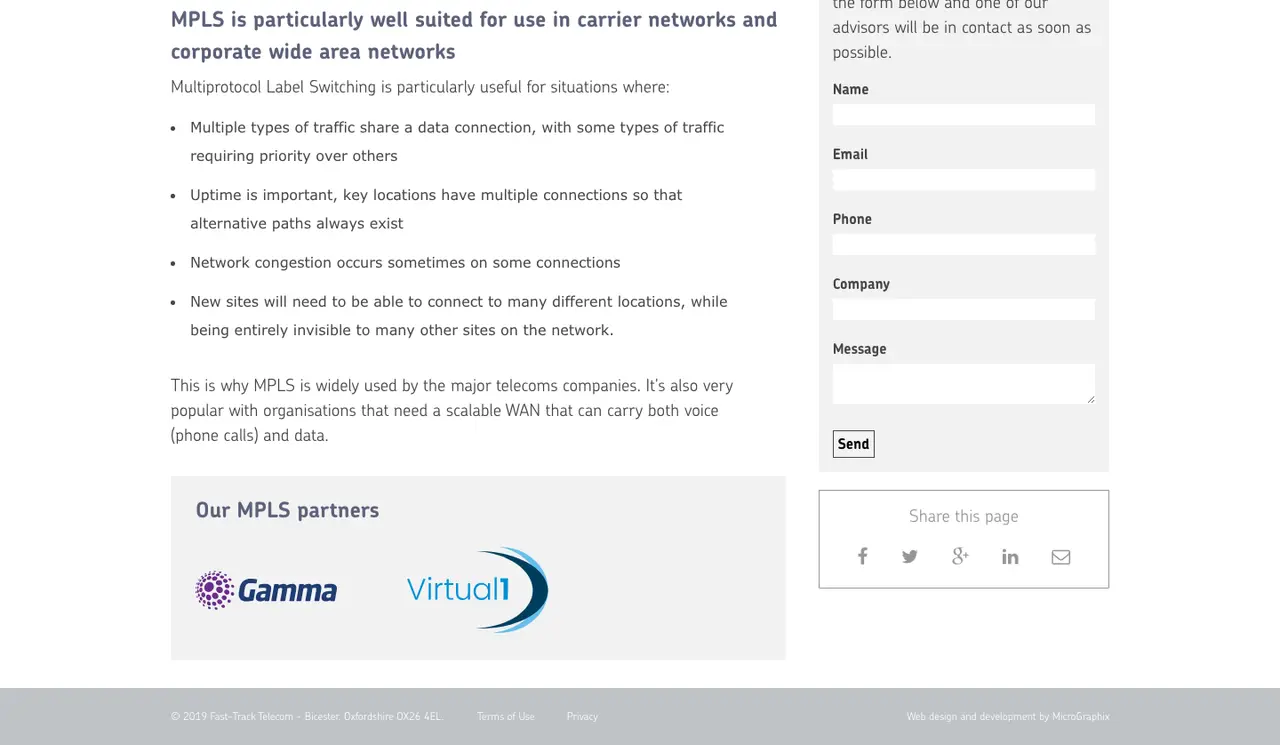 MPLS is particularly well suited for use in carrier networks and
corporate wide area networks
Multiprotocol Label Switching is particularly useful for situations where:
• Multiple types of traffic share a data connection, with some types of traffic
requiring priority over others
• Uptime is important, key locations have multiple connections so that
alternative paths always exist
• Network congestion occurs sometimes on some connections
• New sites will need to be able to connect to many different locations, while
being entirely invisible to many other sites on the network.
This is why MPLS is widely used by the major telecoms companies. It's also very
popular with organisations that need a scalable WAN that can carry both voice
(phone calls) and data.
Our MPLS partners
Gamma
Virtual1
the form below and one of our
advisors will be in contact as soon as
possible.
Name
Email
Phone
Company
Message
Send
Share this page
© 2019 Fast-Track Telecom - Bicester. Oxfordshire OX26 4EL.
Terms of Use
Privacy
Web design and development by MicroGraphix